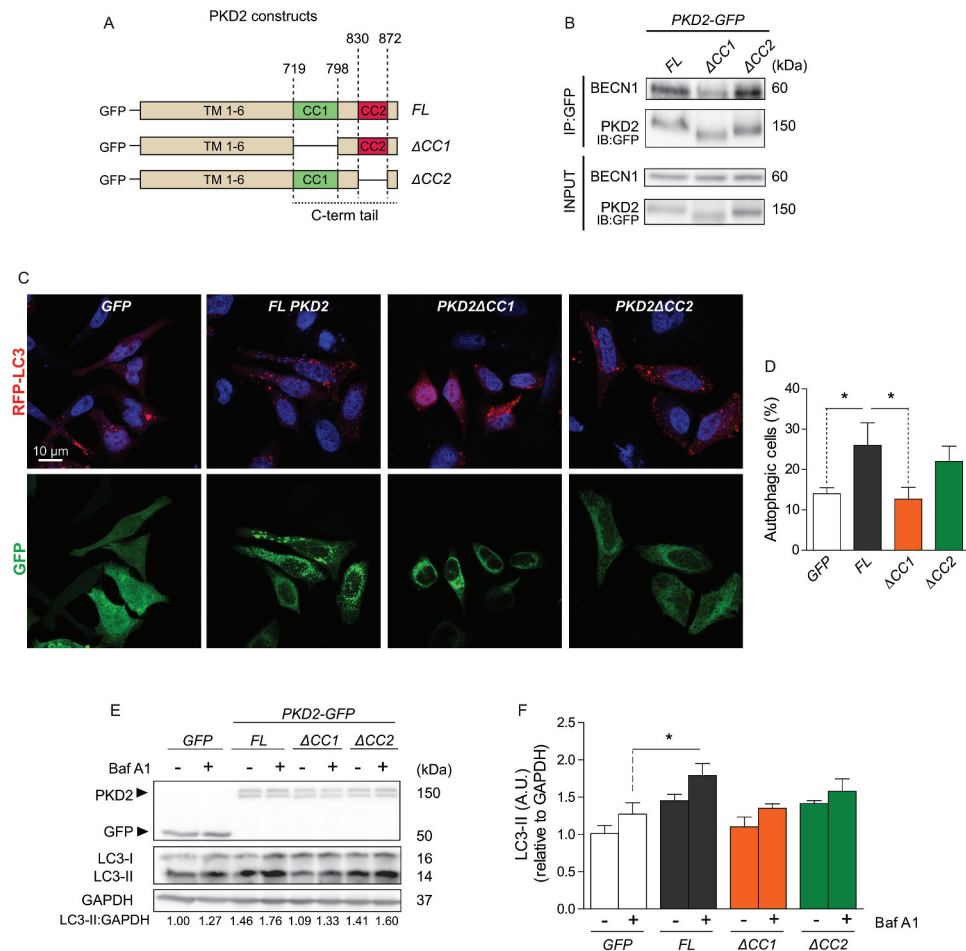 A
PKD2 constructs
830 872
719 798
GFP TM 1-6 CC1 CC2 FL
GFP TM 1-6 CC2 ΔCC1
GFP TM 1-6 CC1 ΔCC2
C-term tail
B
PKD2-GFP
FL ΔCC1 ΔCC2 (kDa)
IP:GFP
BECN1 60
PKD2 150
IB:GFP
INPUT
BECN1 60
PKD2 150
IB:GFP
C
GFP FL PKD2 PKD2ΔCC1 PKD2ΔCC2
RFP-LC3
10 µm
GFP
D
Autophagic cells (%)
40
30
20
10
0
* *
GFP FL ΔCC1 ΔCC2
E
PKD2-GFP
GFP FL ΔCC1 ΔCC2
Baf A1 - + - + - + - + (kDa)
PKD2 150
GFP 50
LC3-I 16
LC3-II 14
GAPDH 37
LC3-II:GAPDH 1.00 1.27 1.46 1.76 1.09 1.33 1.41 1.60
F
LC3-II (A.U.)
(relative to GAPDH)
2.5
2.0
1.5
1.0
0.5
0.0
*
- + - + - + - + Baf A1
GFP FL ΔCC1 ΔCC2